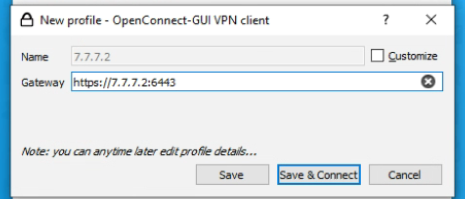 New profile - OpenConnect-GUI VPN client
Name 7.7.7.2 Customize
Gateway https://7.7.7.2:6443
Note: you can anytime later edit profile details...
Save Save & Connect Cancel